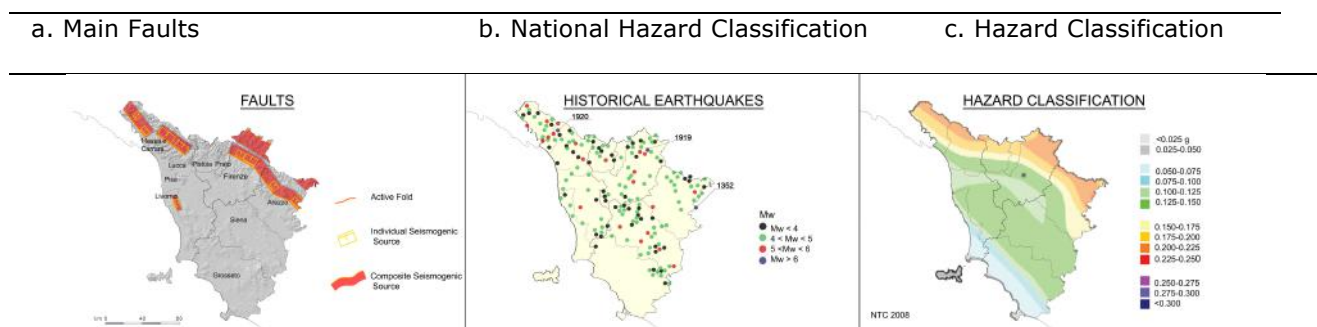 a. Main Faults
b. National Hazard Classification
c. Hazard Classification
FAULTS
Massa e
Carrara
Lucca
Pistoia
Prato
Firenze
Pisa
Livorno
Arezzo
Siena
Grosseto
Active Fold
Individual Seismogenic
Source
Composite Seismogenic
Source
HISTORICAL EARTHQUAKES
1920
1919
1352
Mw
Mw < 4
4 < Mw < 5
5 <Mw < 6
Mw > 6
HAZARD CLASSIFICATION
<0.025 g
0.025-0.050
0.050-0.075
0.075-0.100
0.100-0.125
0.125-0.150
0.150-0.175
0.175-0.200
0.200-0.225
0.225-0.250
0.250-0.275
0.275-0.300
<0.300
NTC 2008